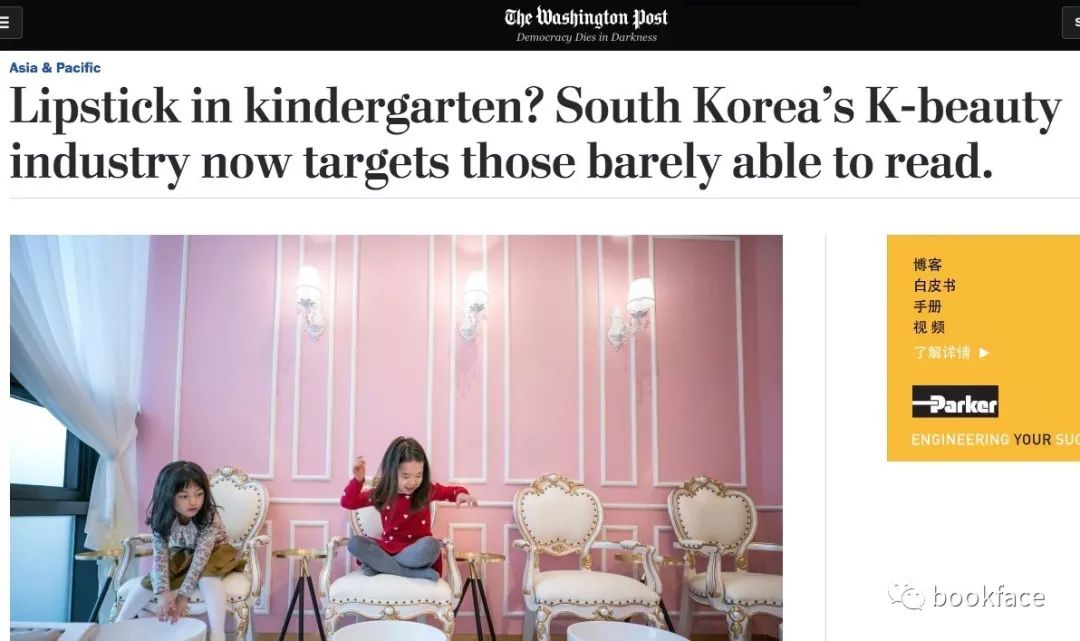 The Washington Post
Democracy Dies in Darkness
Asia & Pacific
Lipstick in kindergarten? South Korea's K-beauty
industry now targets those barely able to read.
博客
白皮书
手册
视 频
了解详情 ▶
Parker
ENGINEERING YOUR
bookface